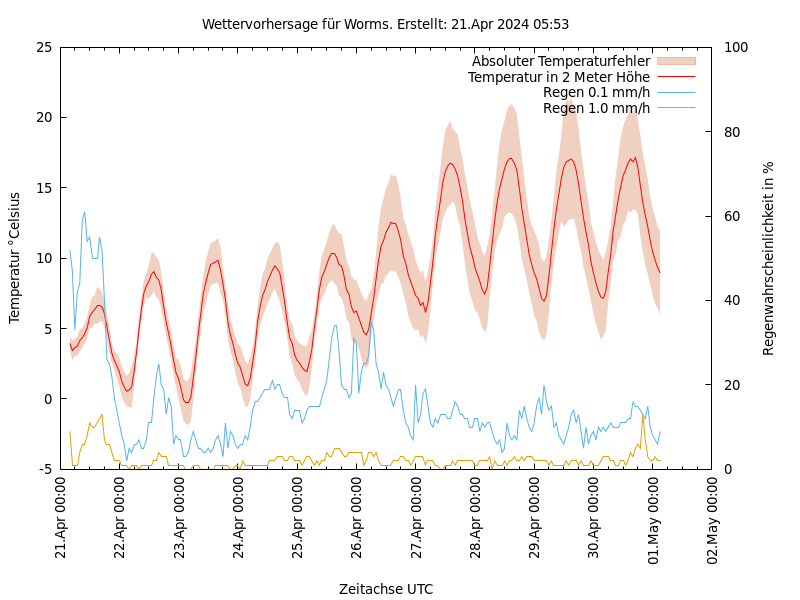 Wettervorhersage für Worms. Erstellt: 21.Apr 2024 05:53
Temperatur °Celsius
25
20
15
10
5
0
-5
Absoluter Temperaturfehler
Temperatur in 2 Meter Höhe
Regen 0.1 mm/h
Regen 1.0 mm/h
100
80
60
40
20
0
Regenwahrscheinlichkeit in %
21.Apr 00:00
22.Apr 00:00
23.Apr 00:00
24.Apr 00:00
25.Apr 00:00
26.Apr 00:00
27.Apr 00:00
28.Apr 00:00
29.Apr 00:00
30.Apr 00:00
01.May 00:00
02.May 00:00
Zeitachse UTC